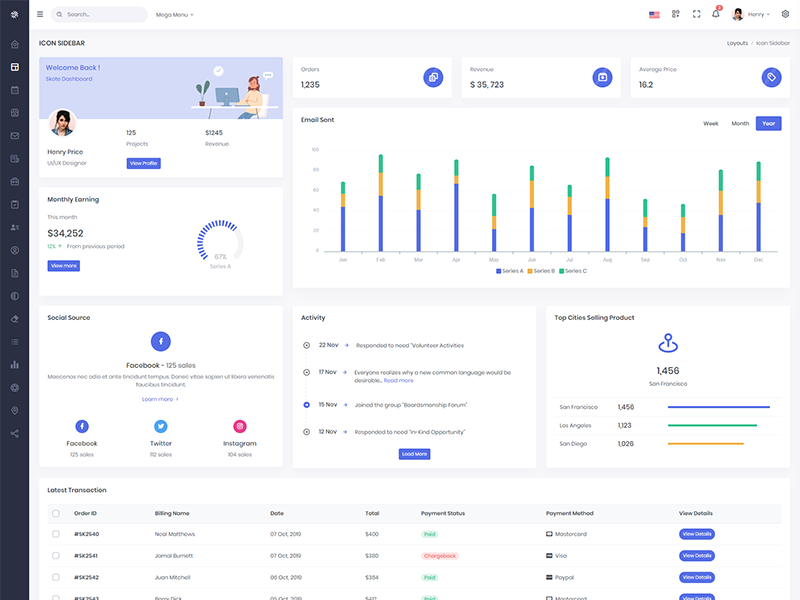 Search...
Mega Menu
3
Henry
ICON SIDEBAR
Layouts / Icon Sidebar
Welcome Back !
Skote Dashboard
Henry Price
UI/UX Designer
125
Projects
$1245
Revenue
View Profile
Orders
1,235
Revenue
$ 35, 723
Average Price
16.2
Monthly Earning
This month
$34,252
12% From previous period
View more
67%
Series A
Email Sent
Week Month Year
100
80
60
40
20
0
Jan Feb Mar Apr May Jun Jul Aug Sep Oct Nov Dec
Series A Series B Series C
Social Source
Facebook - 125 sales
Maecenas nec odio et ante tincidunt tempus. Donec vitae sapien ut libero venenatis
faucibus tincidunt.
Learn more
Facebook
125 sales
Twitter
112 sales
Instagram
104 sales
Activity
22 Nov Responded to need "Volunteer Activities
17 Nov Everyone realizes why a new common language would be
desirable... Read more
15 Nov Joined the group "Boardsmanship Forum"
12 Nov Responded to need "In-Kind Opportunity"
Load More
Top Cities Selling Product
1,456
San Francisco
San Francisco 1,456
Los Angeles 1,123
San Diego 1,026
Latest Transaction
Order ID Billing Name Date Total Payment Status Payment Method View Details
#SK2540 Neal Matthews 07 Oct, 2019 $400 Paid Mastercard View Details
#SK2541 Jamal Burnett 07 Oct, 2019 $380 Chargeback Visa View Details
#SK2542 Juan Mitchell 06 Oct, 2019 $384 Paid Paypal View Details
#SK2543 Barry Dick 05 Oct, 2019 $412 Paid Mastercard View Details